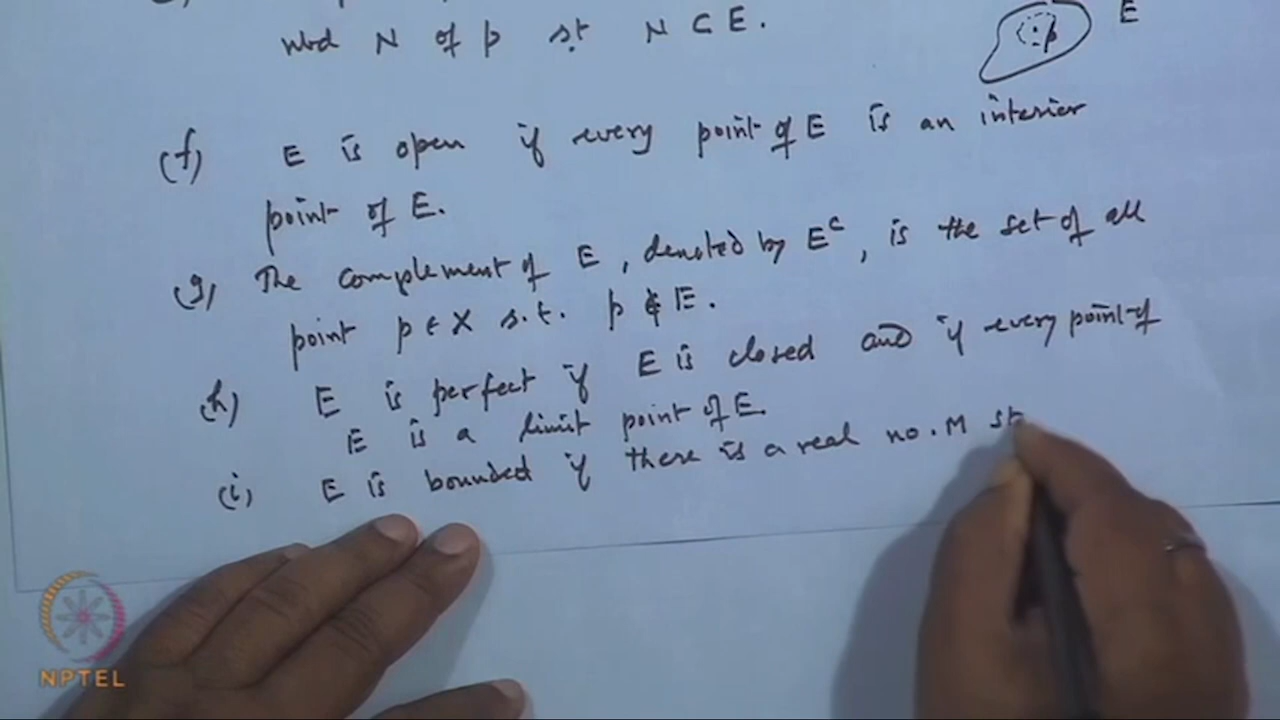 nbd N of p st N ⊂ E.
E
p
(f) E is open if every point of E is an interior
point of E.
(g) The complement of E, denoted by E^c, is the set of all
point p ∈ X s.t. p ∉ E.
(h) E is perfect if E is closed and if every point of
E is a limit point of E.
(i) E is bounded if there is a real no. M st
NPTEL